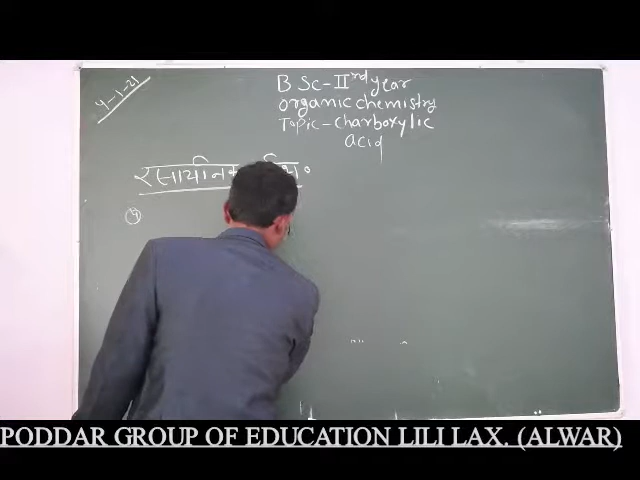 4-1-21
B Sc-IIrd year
organic chemistry
Topic-charboxylic
acid
रसायनिक
PODDAR GROUP OF EDUCATION LILI LAX. (ALWAR)